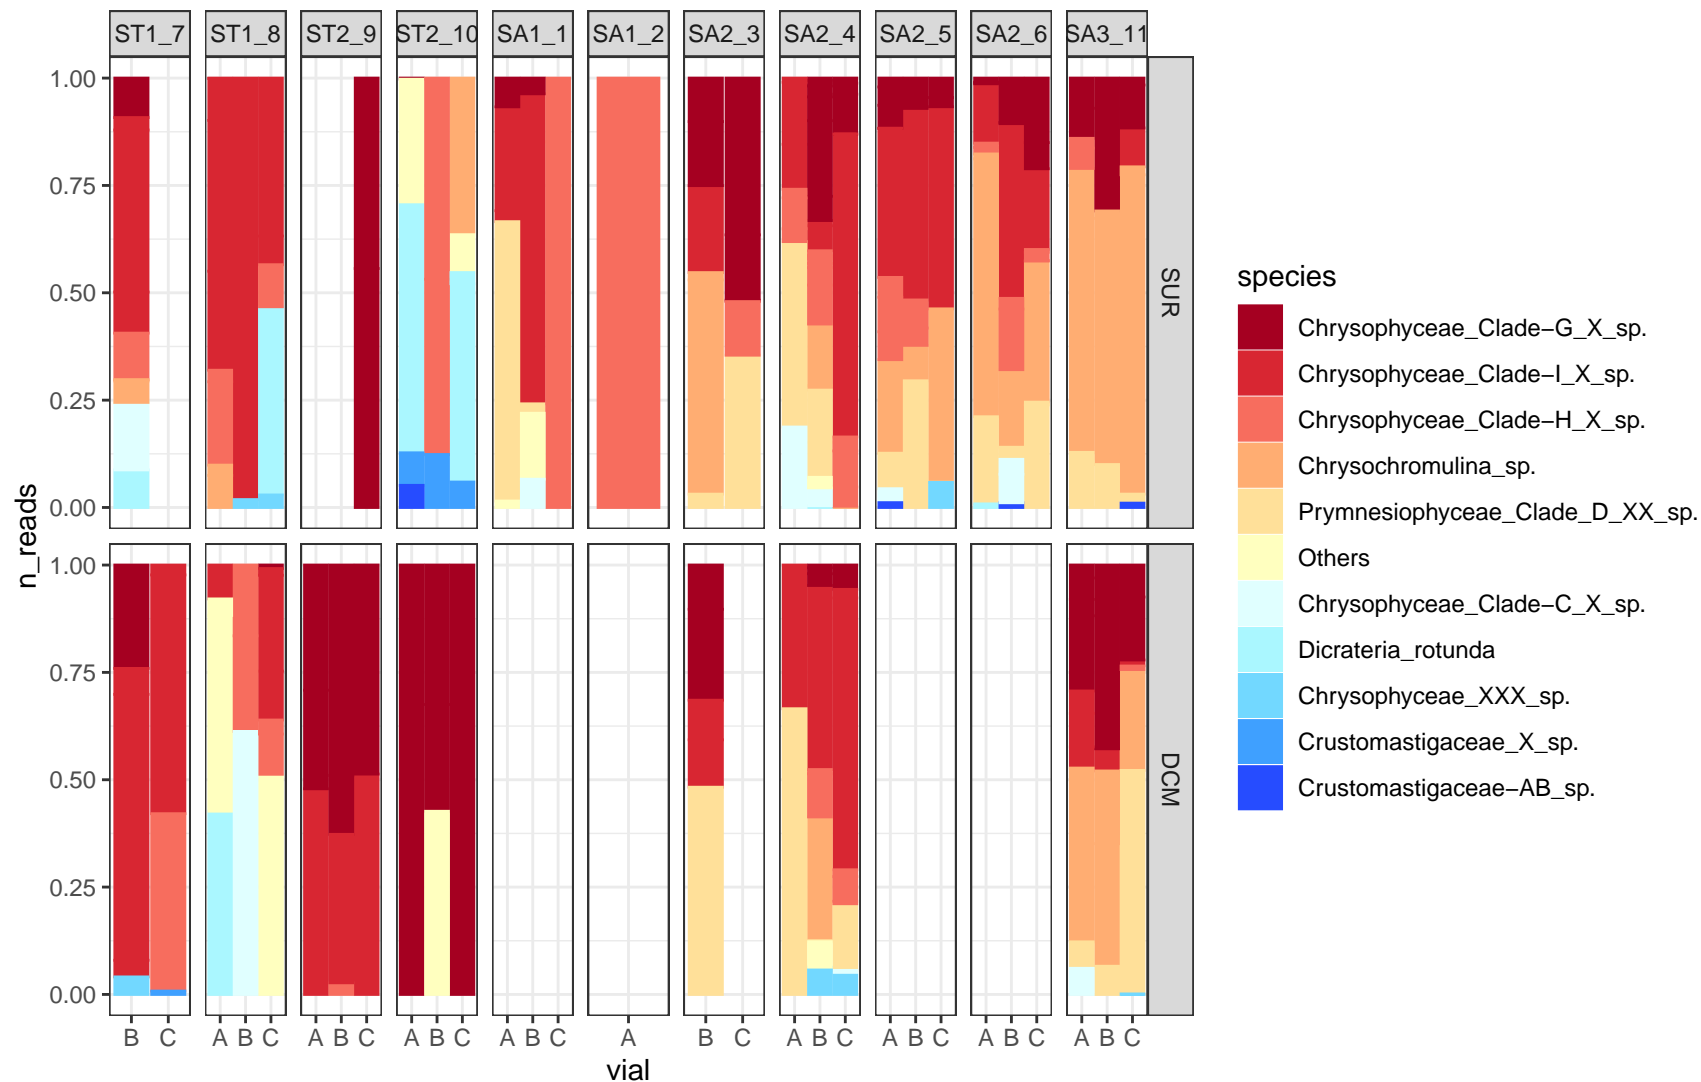 ST1_7 ST1_8 ST2_9 ST2_10 SA1_1 SA1_2 SA2_3 SA2_4 SA2_5 SA2_6 SA3_11
1.00
0.75
0.50
0.25
0.00
SUR
1.00
0.75
0.50
0.25
0.00
DCM
n_reads
B C A B C A B C A B C A B C A B C A B C A B C A B C A B C
vial
species
Chrysophyceae_Clade−G_X_sp.
Chrysophyceae_Clade−I_X_sp.
Chrysophyceae_Clade−H_X_sp.
Chrysochromulina_sp.
Prymnesiophyceae_Clade_D_XX_sp.
Others
Chrysophyceae_Clade−C_X_sp.
Dicrateria_rotunda
Chrysophyceae_XXX_sp.
Crustomastigaceae_X_sp.
Crustomastigaceae−AB_sp.